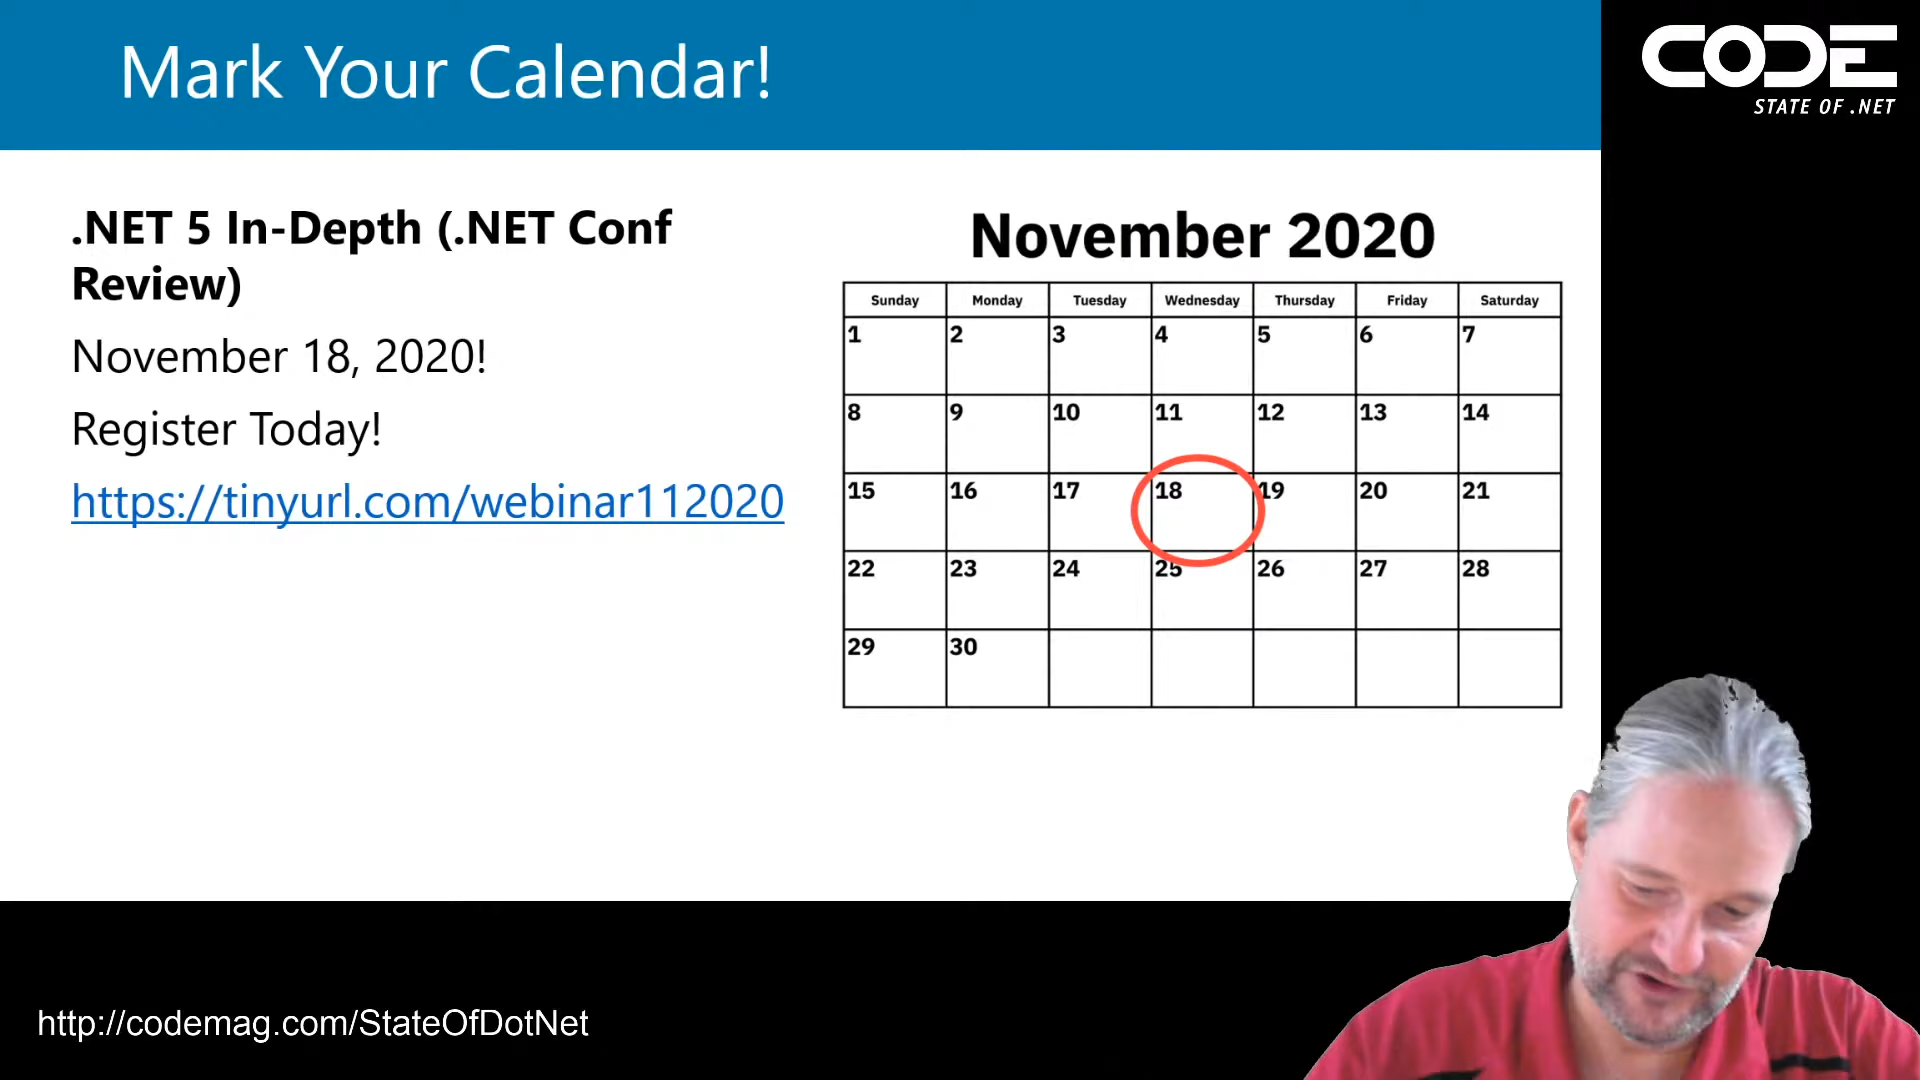 Mark Your Calendar!
CODE
STATE OF .NET
.NET 5 In-Depth (.NET Conf
Review)
November 18, 2020!
Register Today!
https://tinyurl.com/webinar112020
November 2020
Sunday Monday Tuesday Wednesday Thursday Friday Saturday
1 2 3 4 5 6 7
8 9 10 11 12 13 14
15 16 17 18 19 20 21
22 23 24 25 26 27 28
29 30
http://codemag.com/StateOfDotNet